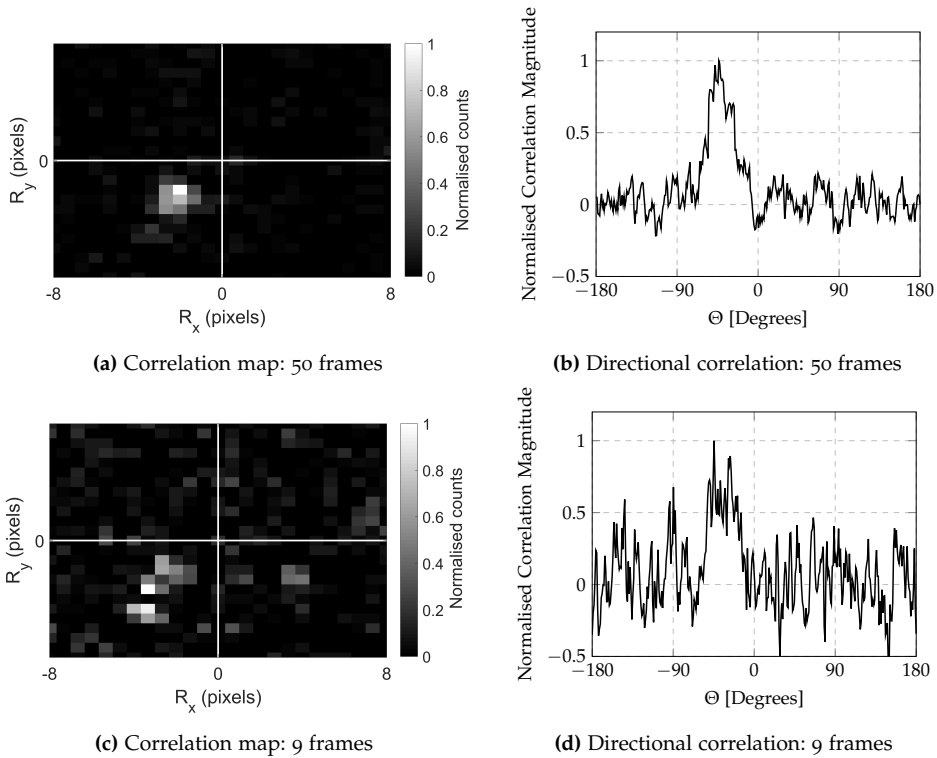 R_y (pixels)
0
-8
0
8
R_x (pixels)
1
0.8
0.6
0.4
0.2
0
Normalised counts
(a) Correlation map: 50 frames
Normalised Correlation Magnitude
1
0.5
0
−0.5
−180
−90
0
90
180
Θ [Degrees]
(b) Directional correlation: 50 frames
R_y (pixels)
0
-8
0
8
R_x (pixels)
1
0.8
0.6
0.4
0.2
0
Normalised counts
(c) Correlation map: 9 frames
Normalised Correlation Magnitude
1
0.5
0
−0.5
−180
−90
0
90
180
Θ [Degrees]
(d) Directional correlation: 9 frames